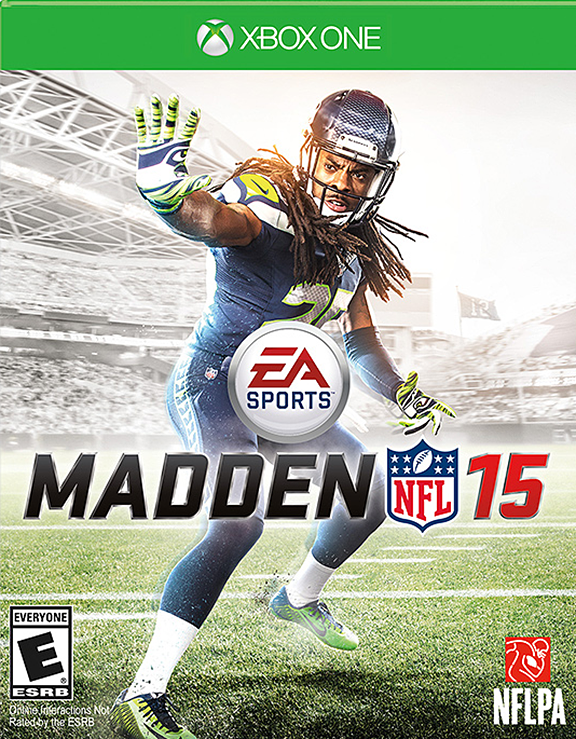 XBOX ONE
EA
SPORTS
MADDEN NFL 15
EVERYONE
E
ESRB
Online Interactions Not
Rated by the ESRB
NFLPA